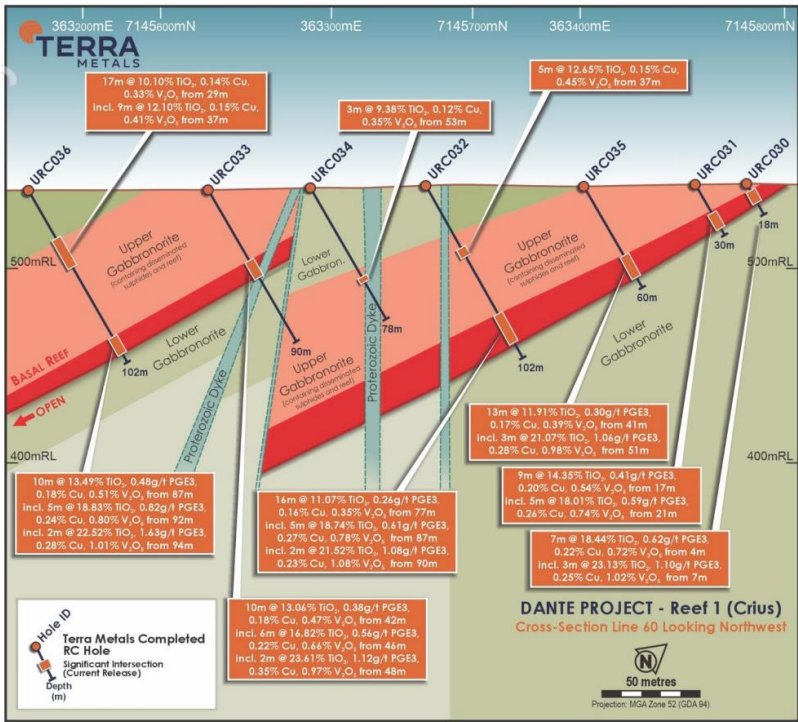 363200mE
7145600mN
363300mE
7145700mN
363400mE
7145800mN
TERRA
METALS
17m @ 10.10% TiO₂, 0.14% Cu,
0.33% V₂O₅ from 29m
incl. 9m @ 12.10% TiO₂, 0.15% Cu,
0.41% V₂O₅ from 37m
3m @ 9.38% TiO₂, 0.12% Cu,
0.35% V₂O₅ from 53m
5m @ 12.65% TiO₂, 0.15% Cu,
0.45% V₂O₅ from 37m
URC036
URC033
URC034
URC032
URC035
URC031
URC030
500mRL
500mRL
Upper
Gabbronorite
(containing disseminated
sulphides and reef)
Lower
Gabbron.
Upper
Gabbronorite
(containing disseminated
sulphides and reef)
18m
30m
60m
78m
90m
102m
102m
Lower
Gabbronorite
Upper
Gabbronorite
(containing disseminated
sulphides and reef)
Lower
Gabbronorite
Proterozoic Dyke
Proterozoic Dyke
BASAL REEF
OPEN
400mRL
400mRL
13m @ 11.91% TiO₂, 0.30g/t PGE3,
0.17% Cu, 0.39% V₂O₅ from 41m
incl. 3m @ 21.07% TiO₂, 1.06g/t PGE3,
0.28% Cu, 0.98% V₂O₅ from 51m
10m @ 13.49% TiO₂, 0.48g/t PGE3,
0.18% Cu, 0.51% V₂O₅ from 87m
incl. 5m @ 18.83% TiO₂, 0.82g/t PGE3,
0.24% Cu, 0.80% V₂O₅ from 92m
incl. 2m @ 22.52% TiO₂, 1.63g/t PGE3,
0.28% Cu, 1.01% V₂O₅ from 94m
16m @ 11.07% TiO₂, 0.26g/t PGE3,
0.16% Cu, 0.35% V₂O₅ from 77m
incl. 5m @ 18.74% TiO₂, 0.61g/t PGE3,
0.27% Cu, 0.78% V₂O₅ from 87m
incl. 2m @ 21.52% TiO₂, 1.08g/t PGE3,
0.23% Cu, 1.08% V₂O₅ from 90m
9m @ 14.35% TiO₂, 0.41g/t PGE3,
0.20% Cu, 0.54% V₂O₅ from 17m
incl. 5m @ 18.01% TiO₂, 0.59g/t PGE3,
0.26% Cu, 0.74% V₂O₅ from 21m
7m @ 18.44% TiO₂, 0.62g/t PGE3,
0.22% Cu, 0.72% V₂O₅ from 4m
incl. 3m @ 23.13% TiO₂, 1.10g/t PGE3,
0.25% Cu, 1.02% V₂O₅ from 7m
10m @ 13.06% TiO₂, 0.38g/t PGE3,
0.18% Cu, 0.47% V₂O₅ from 42m
incl. 6m @ 16.82% TiO₂, 0.56g/t PGE3,
0.22% Cu, 0.66% V₂O₅ from 46m
incl. 2m @ 23.61% TiO₂, 1.12g/t PGE3,
0.35% Cu, 0.97% V₂O₅ from 48m
Hole ID
Terra Metals Completed
RC Hole
Significant Intersection
(Current Release)
Depth
(m)
DANTE PROJECT - Reef 1 (Crius)
Cross-Section Line 60 Looking Northwest
N
50 metres
Projection: MGA Zone 52 (GDA 94)